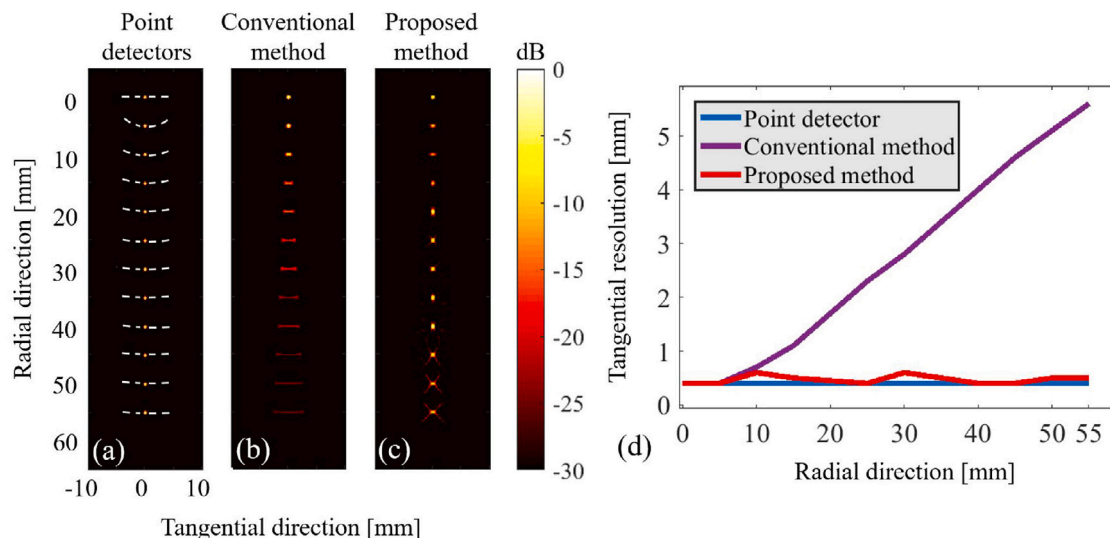 Point detectors
Conventional method
Proposed method
dB
0
-5
-10
-15
-20
-25
-30
Radial direction [mm]
0
10
20
30
40
50
60
(a)
(b)
(c)
-10 0 10
Tangential direction [mm]
Tangential resolution [mm]
5
4
3
2
1
0
Point detector
Conventional method
Proposed method
0 10 20 30 40 50 55
(d)
Radial direction [mm]